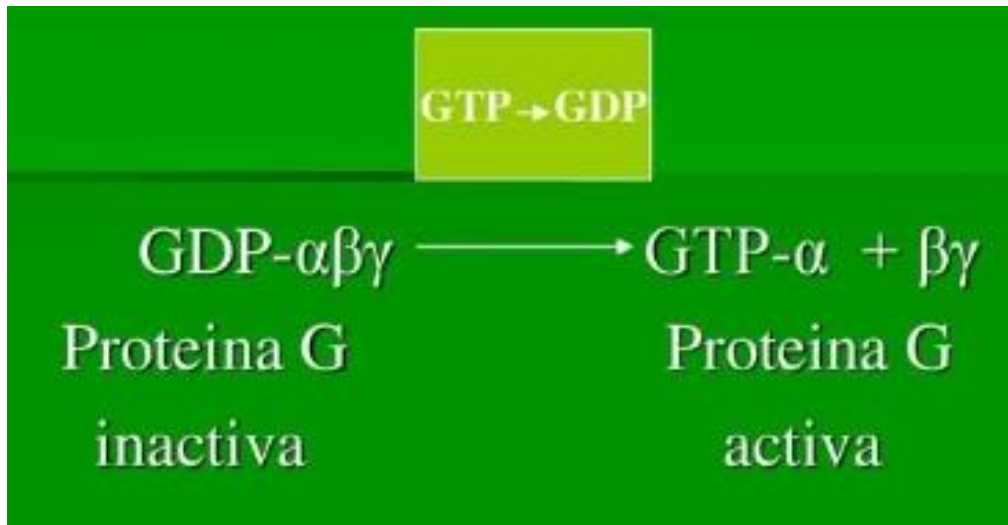 GTP→GDP
GDP-αβγ → GTP-α + βγ
Proteina G Proteina G
inactiva activa